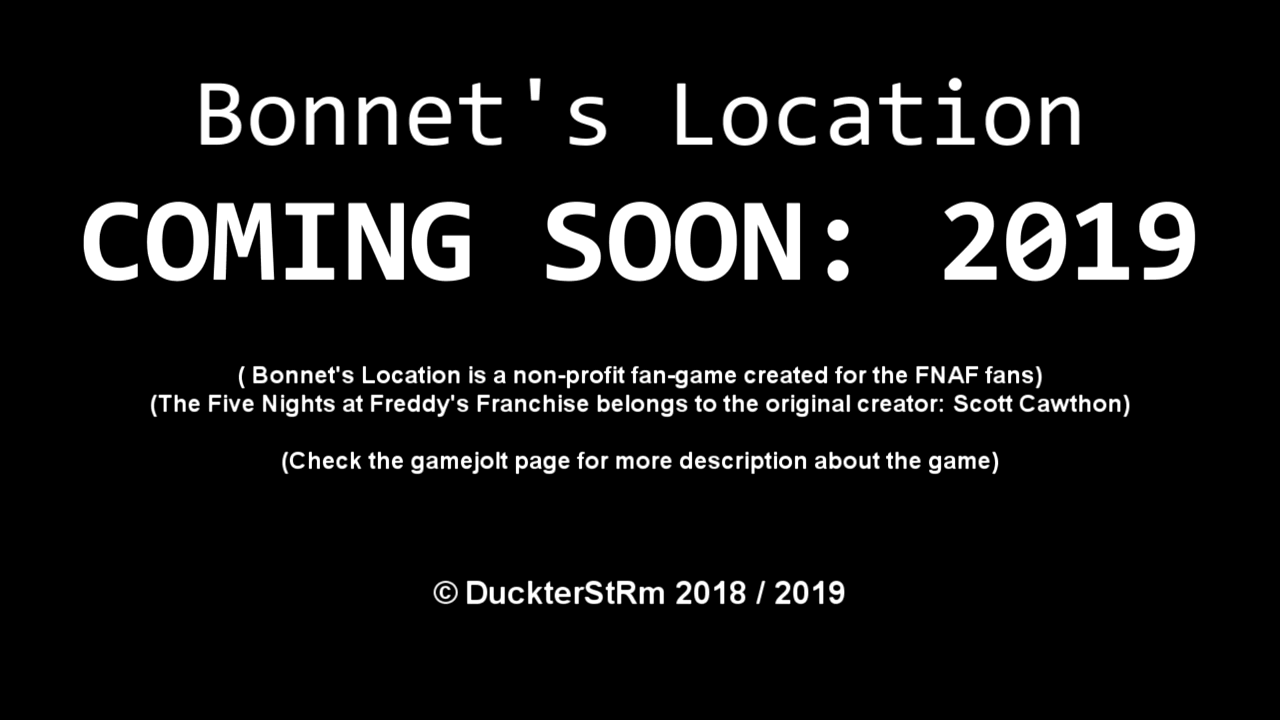 Bonnet's Location
COMING SOON: 2019
( Bonnet's Location is a non-profit fan-game created for the FNAF fans)
(The Five Nights at Freddy's Franchise belongs to the original creator: Scott Cawthon)
(Check the gamejolt page for more description about the game)
© DuckterStRm 2018 / 2019